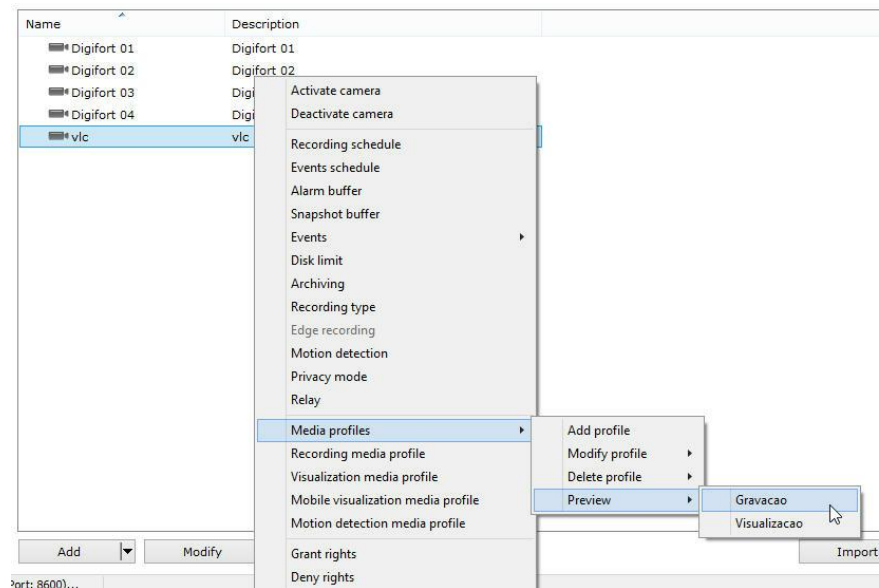 Name Description
Digifort 01 Digifort 01
Digifort 02 Digifort 02
Digifort 03 Digi
Digifort 04 Digi
vlc vlc
Activate camera
Deactivate camera
Recording schedule
Events schedule
Alarm buffer
Snapshot buffer
Events
Disk limit
Archiving
Recording type
Edge recording
Motion detection
Privacy mode
Relay
Media profiles
Recording media profile
Visualization media profile
Mobile visualization media profile
Motion detection media profile
Grant rights
Deny rights
Add profile
Modify profile
Delete profile
Preview
Gravacao
Visualizacao
Add Modify Import
Port: 8600)...